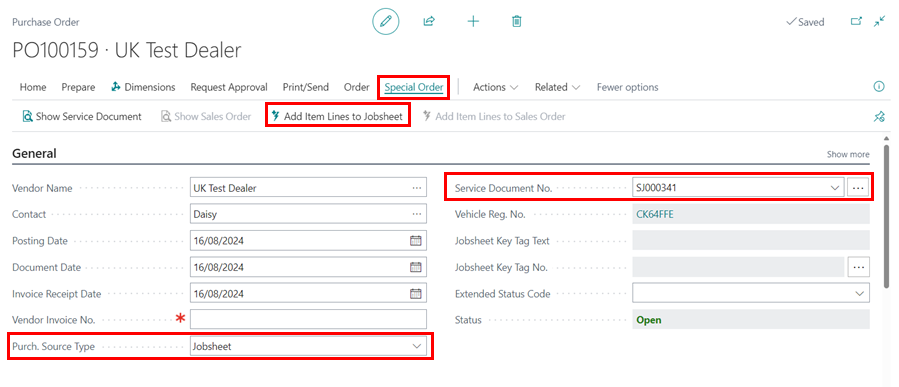 Purchase Order
Saved
PO100159 · UK Test Dealer
Home Prepare Dimensions Request Approval Print/Send Order Special Order Actions Related Fewer options
Show Service Document Show Sales Order Add Item Lines to Jobsheet Add Item Lines to Sales Order
General Show more
Vendor Name UK Test Dealer Service Document No. SJ000341
Contact Daisy Vehicle Reg. No. CK64FFE
Posting Date 16/08/2024 Jobsheet Key Tag Text
Document Date 16/08/2024 Jobsheet Key Tag No.
Invoice Receipt Date 16/08/2024 Extended Status Code
Vendor Invoice No. * Status Open
Purch. Source Type Jobsheet